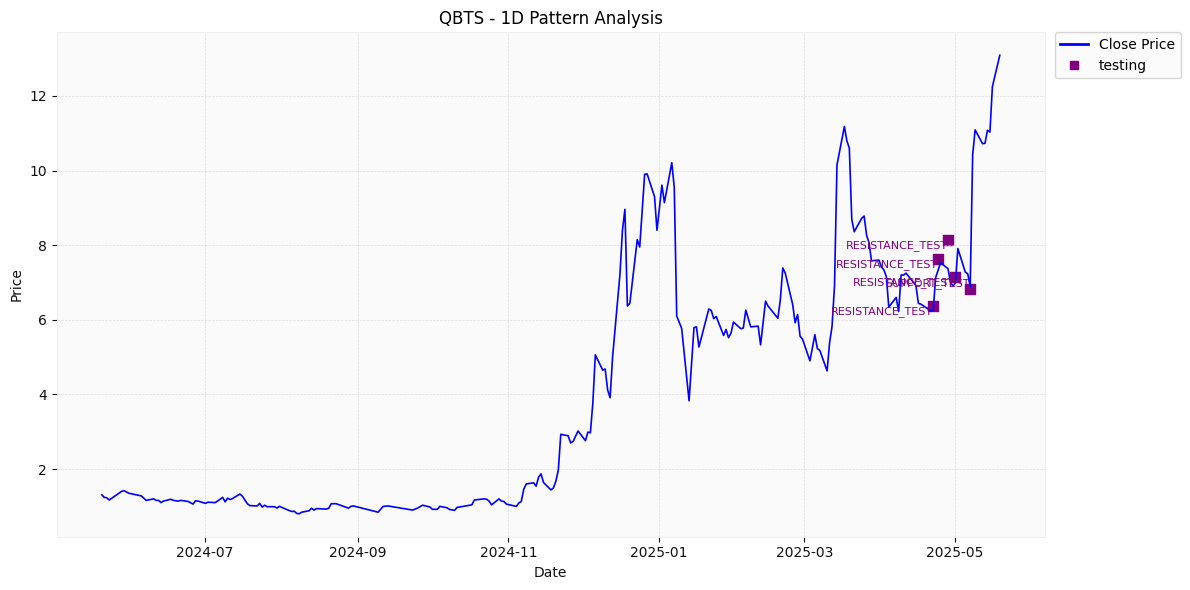 QBTS - 1D Pattern Analysis
Close Price
testing
Price
12
10
8
6
4
2
RESISTANCE_TEST
RESISTANCE_TEST
RESISTANCE_TEST
SUPPORT_TEST
RESISTANCE_TEST
2024-07
2024-09
2024-11
2025-01
2025-03
2025-05
Date